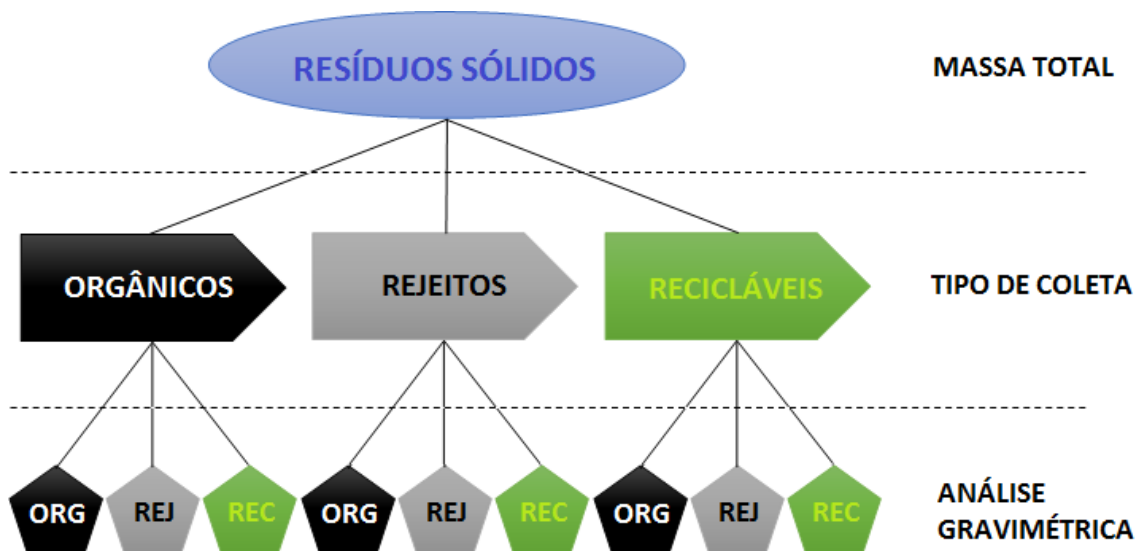 RESÍDUOS SÓLIDOS
MASSA TOTAL
ORGÂNICOS
REJEITOS
RECICLÁVEIS
TIPO DE COLETA
ORG
REJ
REC
ORG
REJ
REC
ORG
REJ
REC
ANÁLISE
GRAVIMÉTRICA